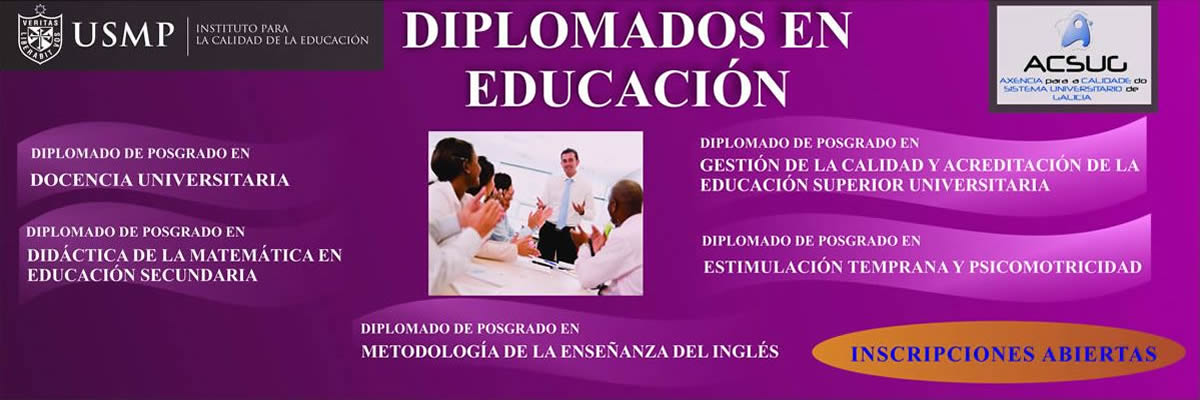 VERITAS
LIBERABIT VOS
USMP
INSTITUTO PARA
LA CALIDAD DE LA EDUCACIÓN
DIPLOMADOS EN
EDUCACIÓN
ACSUG
AXENCIA para a CALIDADE do
SISTEMA UNIVERSITARIO de
GALICIA
DIPLOMADO DE POSGRADO EN
DOCENCIA UNIVERSITARIA
DIPLOMADO DE POSGRADO EN
DIDÁCTICA DE LA MATEMÁTICA EN
EDUCACIÓN SECUNDARIA
DIPLOMADO DE POSGRADO EN
GESTIÓN DE LA CALIDAD Y ACREDITACIÓN DE LA
EDUCACIÓN SUPERIOR UNIVERSITARIA
DIPLOMADO DE POSGRADO EN
ESTIMULACIÓN TEMPRANA Y PSICOMOTRICIDAD
DIPLOMADO DE POSGRADO EN
METODOLOGÍA DE LA ENSEÑANZA DEL INGLÉS
INSCRIPCIONES ABIERTAS